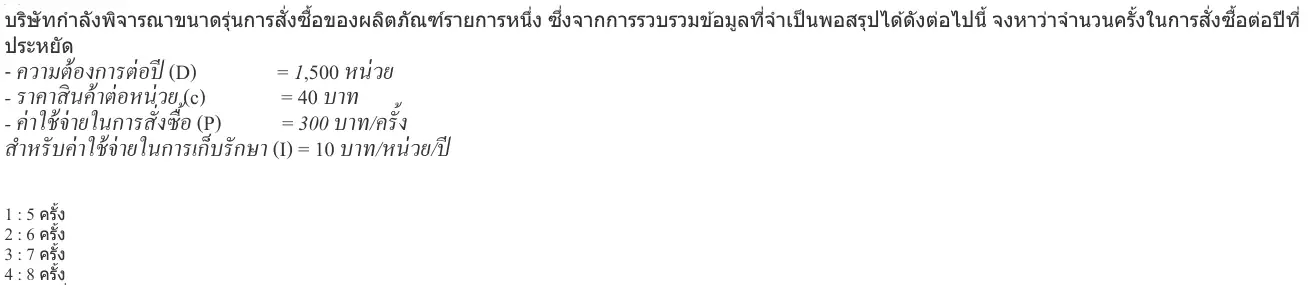 บริษัทกำลังพิจารณาขนาดรุ่นการสั่งซื้อของผลิตภัณฑ์รายการหนึ่ง ซึ่งจากการรวบรวมข้อมูลที่จำเป็นพอสรุปได้ดังต่อไปนี้ จงหาว่าจำนวนครั้งในการสั่งซื้อต่อปีที่
ประหยัด
- ความต้องการต่อปี (D) = 1,500 หน่วย
- ราคาสินค้าต่อหน่วย (c) = 40 บาท
- ค่าใช้จ่ายในการสั่งซื้อ (P) = 300 บาท/ครั้ง
สำหรับค่าใช้จ่ายในการเก็บรักษา (I) = 10 บาท/หน่วย/ปี
1 : 5 ครั้ง
2 : 6 ครั้ง
3 : 7 ครั้ง
4 : 8 ครั้ง